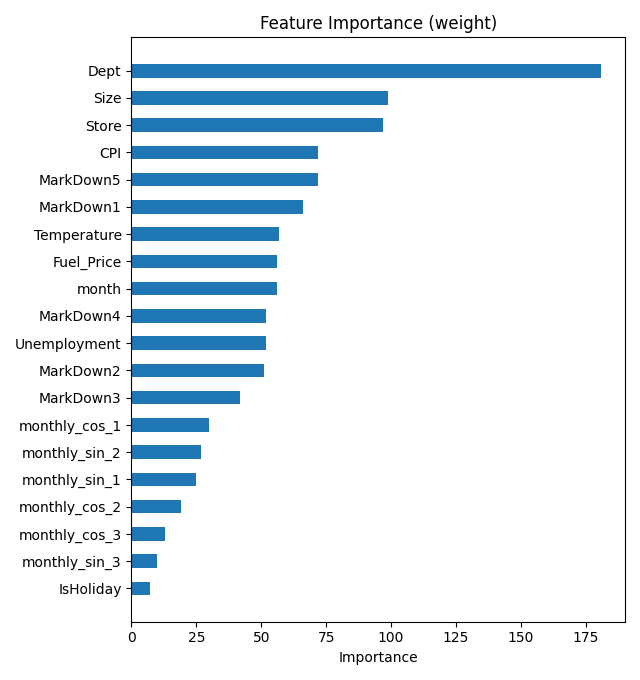 Feature Importance (weight)
Dept
Size
Store
CPI
MarkDown5
MarkDown1
Temperature
Fuel_Price
month
MarkDown4
Unemployment
MarkDown2
MarkDown3
monthly_cos_1
monthly_sin_2
monthly_sin_1
monthly_cos_2
monthly_cos_3
monthly_sin_3
IsHoliday
0 25 50 75 100 125 150 175
Importance